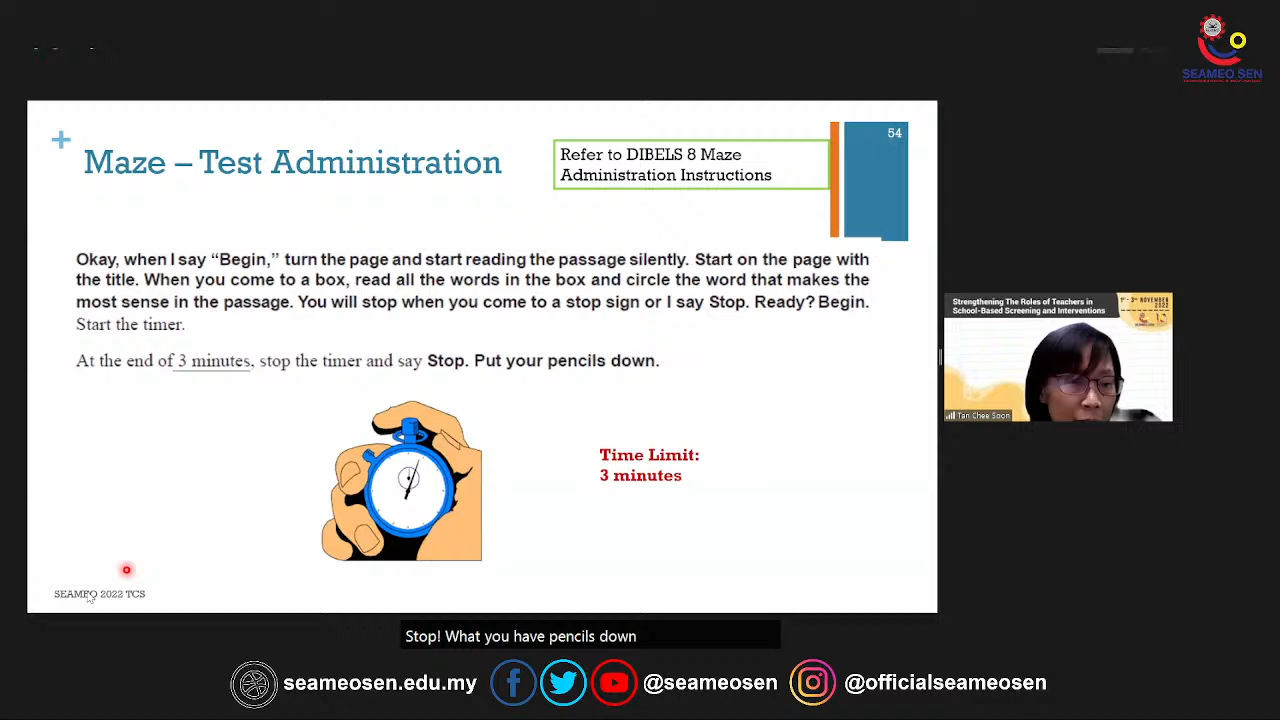 SEAMEO SEN
54
Maze – Test Administration
Refer to DIBELS 8 Maze
Administration Instructions
Okay, when I say “Begin,” turn the page and start reading the passage silently. Start on the page with
the title. When you come to a box, read all the words in the box and circle the word that makes the
most sense in the passage. You will stop when you come to a stop sign or I say Stop. Ready? Begin.
Start the timer.
At the end of 3 minutes, stop the timer and say Stop. Put your pencils down.
Time Limit:
3 minutes
SEAMEO 2022 TCS
Strengthening The Roles of Teachers in
School-Based Screening and Interventions
1st - 3rd NOVEMBER
2022
Tan Chee Soon
Stop! What you have pencils down
seameosen.edu.my
@seameosen
@officialseameosen